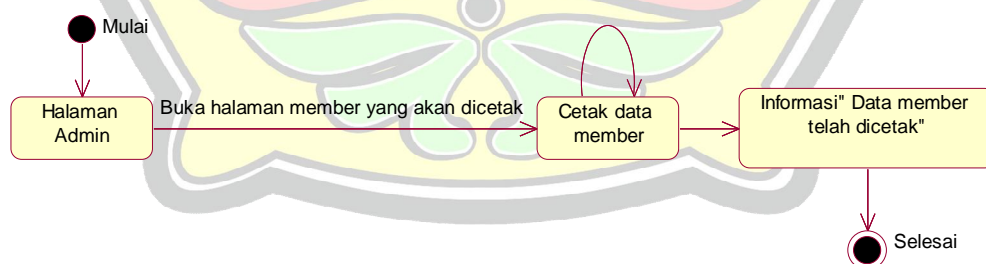 Mulai
Halaman
Admin
Buka halaman member yang akan dicetak
Cetak data
member
Informasi" Data member
telah dicetak"
Selesai